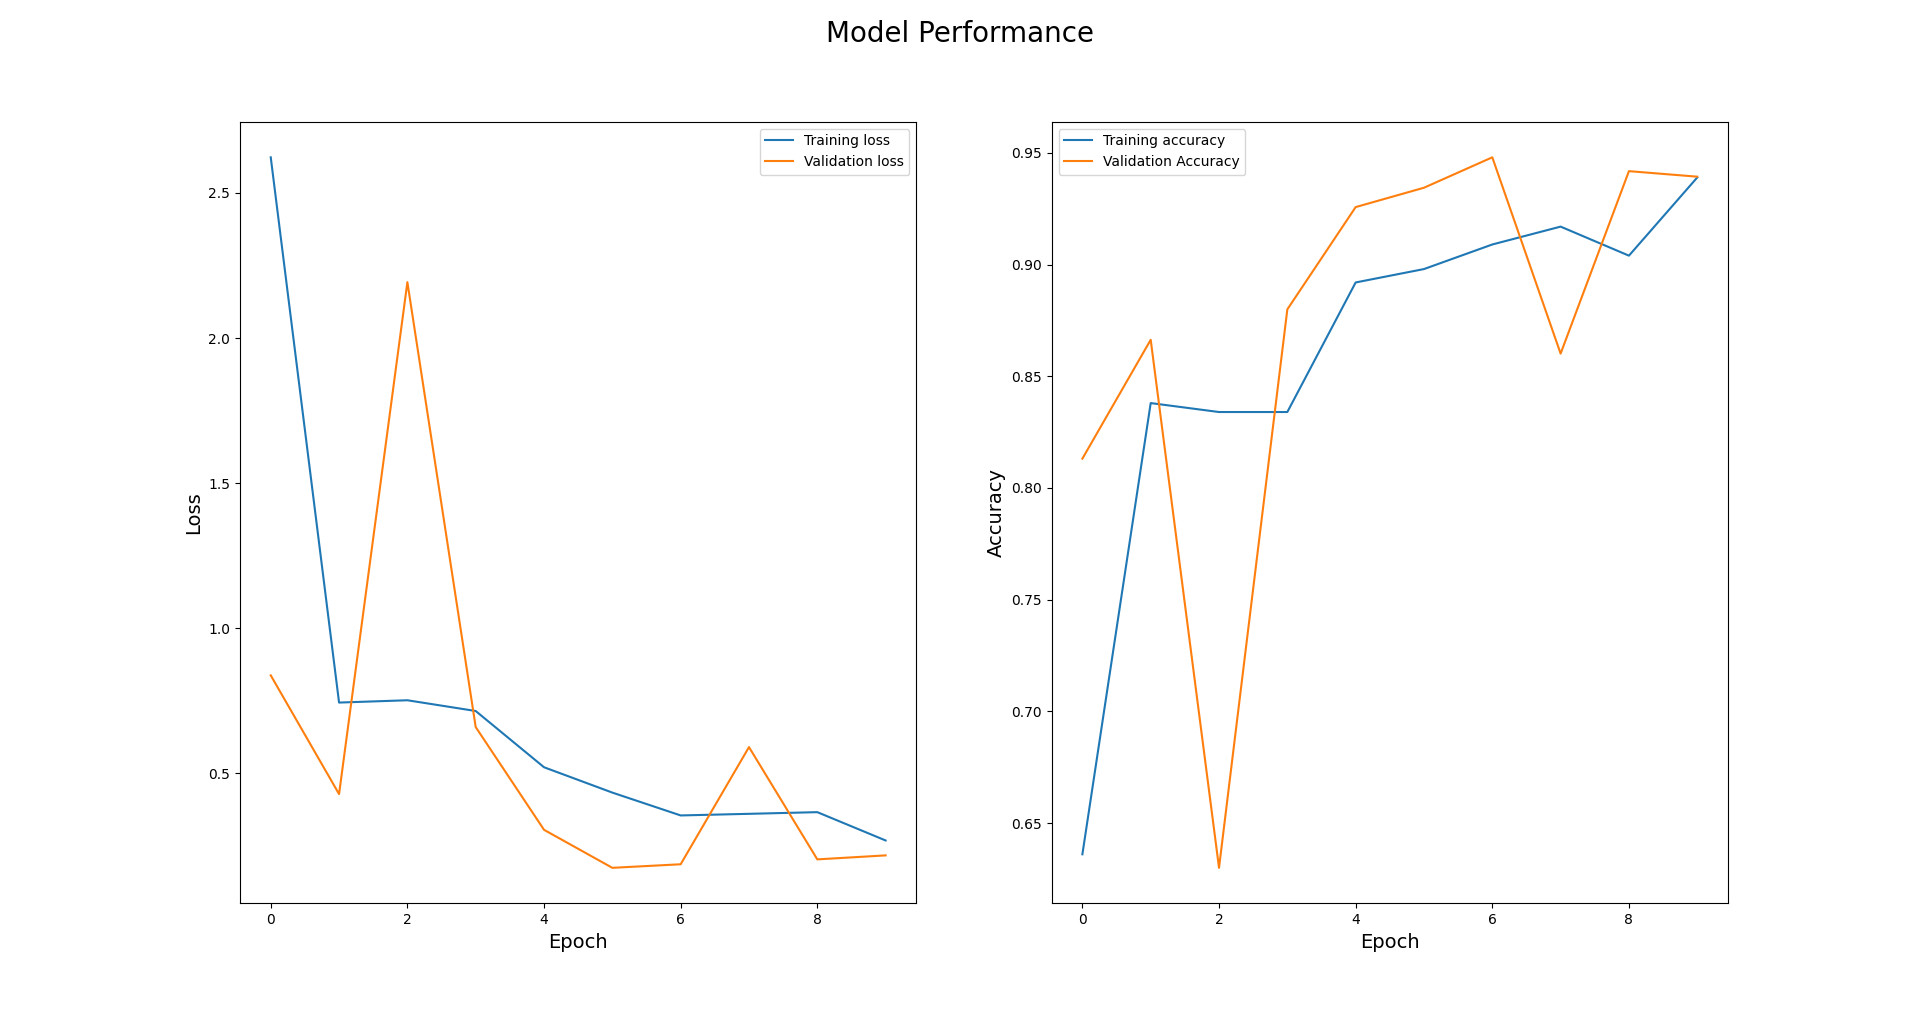 Model Performance
Training loss
Validation loss
2.5
2.0
1.5
1.0
0.5
Loss
0
2
4
6
8
Epoch
Training accuracy
Validation Accuracy
0.95
0.90
0.85
0.80
0.75
0.70
0.65
Accuracy
0
2
4
6
8
Epoch